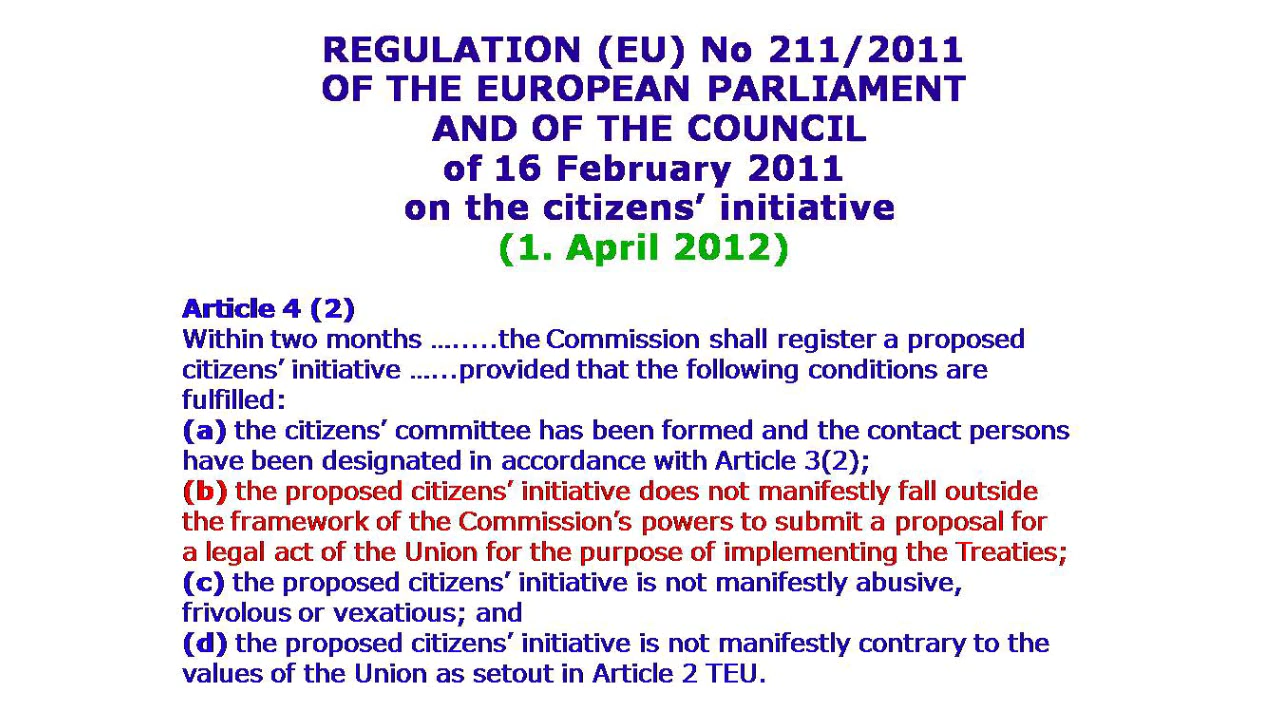 REGULATION (EU) No 211/2011
OF THE EUROPEAN PARLIAMENT
AND OF THE COUNCIL
of 16 February 2011
on the citizens’ initiative
(1. April 2012)
Article 4 (2)
Within two months ….…..the Commission shall register a proposed
citizens’ initiative …...provided that the following conditions are
fulfilled:
(a) the citizens’ committee has been formed and the contact persons
have been designated in accordance with Article 3(2);
(b) the proposed citizens’ initiative does not manifestly fall outside
the framework of the Commission’s powers to submit a proposal for
a legal act of the Union for the purpose of implementing the Treaties;
(c) the proposed citizens’ initiative is not manifestly abusive,
frivolous or vexatious; and
(d) the proposed citizens’ initiative is not manifestly contrary to the
values of the Union as setout in Article 2 TEU.